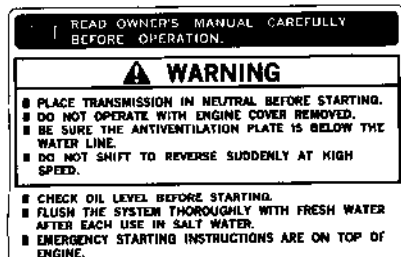 READ OWNER'S MANUAL CAREFULLY
BEFORE OPERATION.
WARNING
PLACE TRANSMISSION IN NEUTRAL BEFORE STARTING.
DO NOT OPERATE WITH ENGINE COVER REMOVED.
BE SURE THE ANTIVENTILATION PLATE IS BELOW THE
WATER LINE.
DO NOT SHIFT TO REVERSE SUDDENLY AT HIGH
SPEED.
CHECK OIL LEVEL BEFORE STARTING.
FLUSH THE SYSTEM THOROUGHLY WITH FRESH WATER
AFTER EACH USE IN SALT WATER.
EMERGENCY STARTING INSTRUCTIONS ARE ON TOP OF
ENGINE.